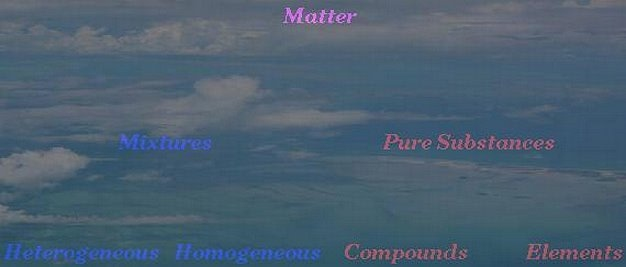 Matter
Mixtures Pure Substances
Heterogeneous Homogeneous Compounds Elements